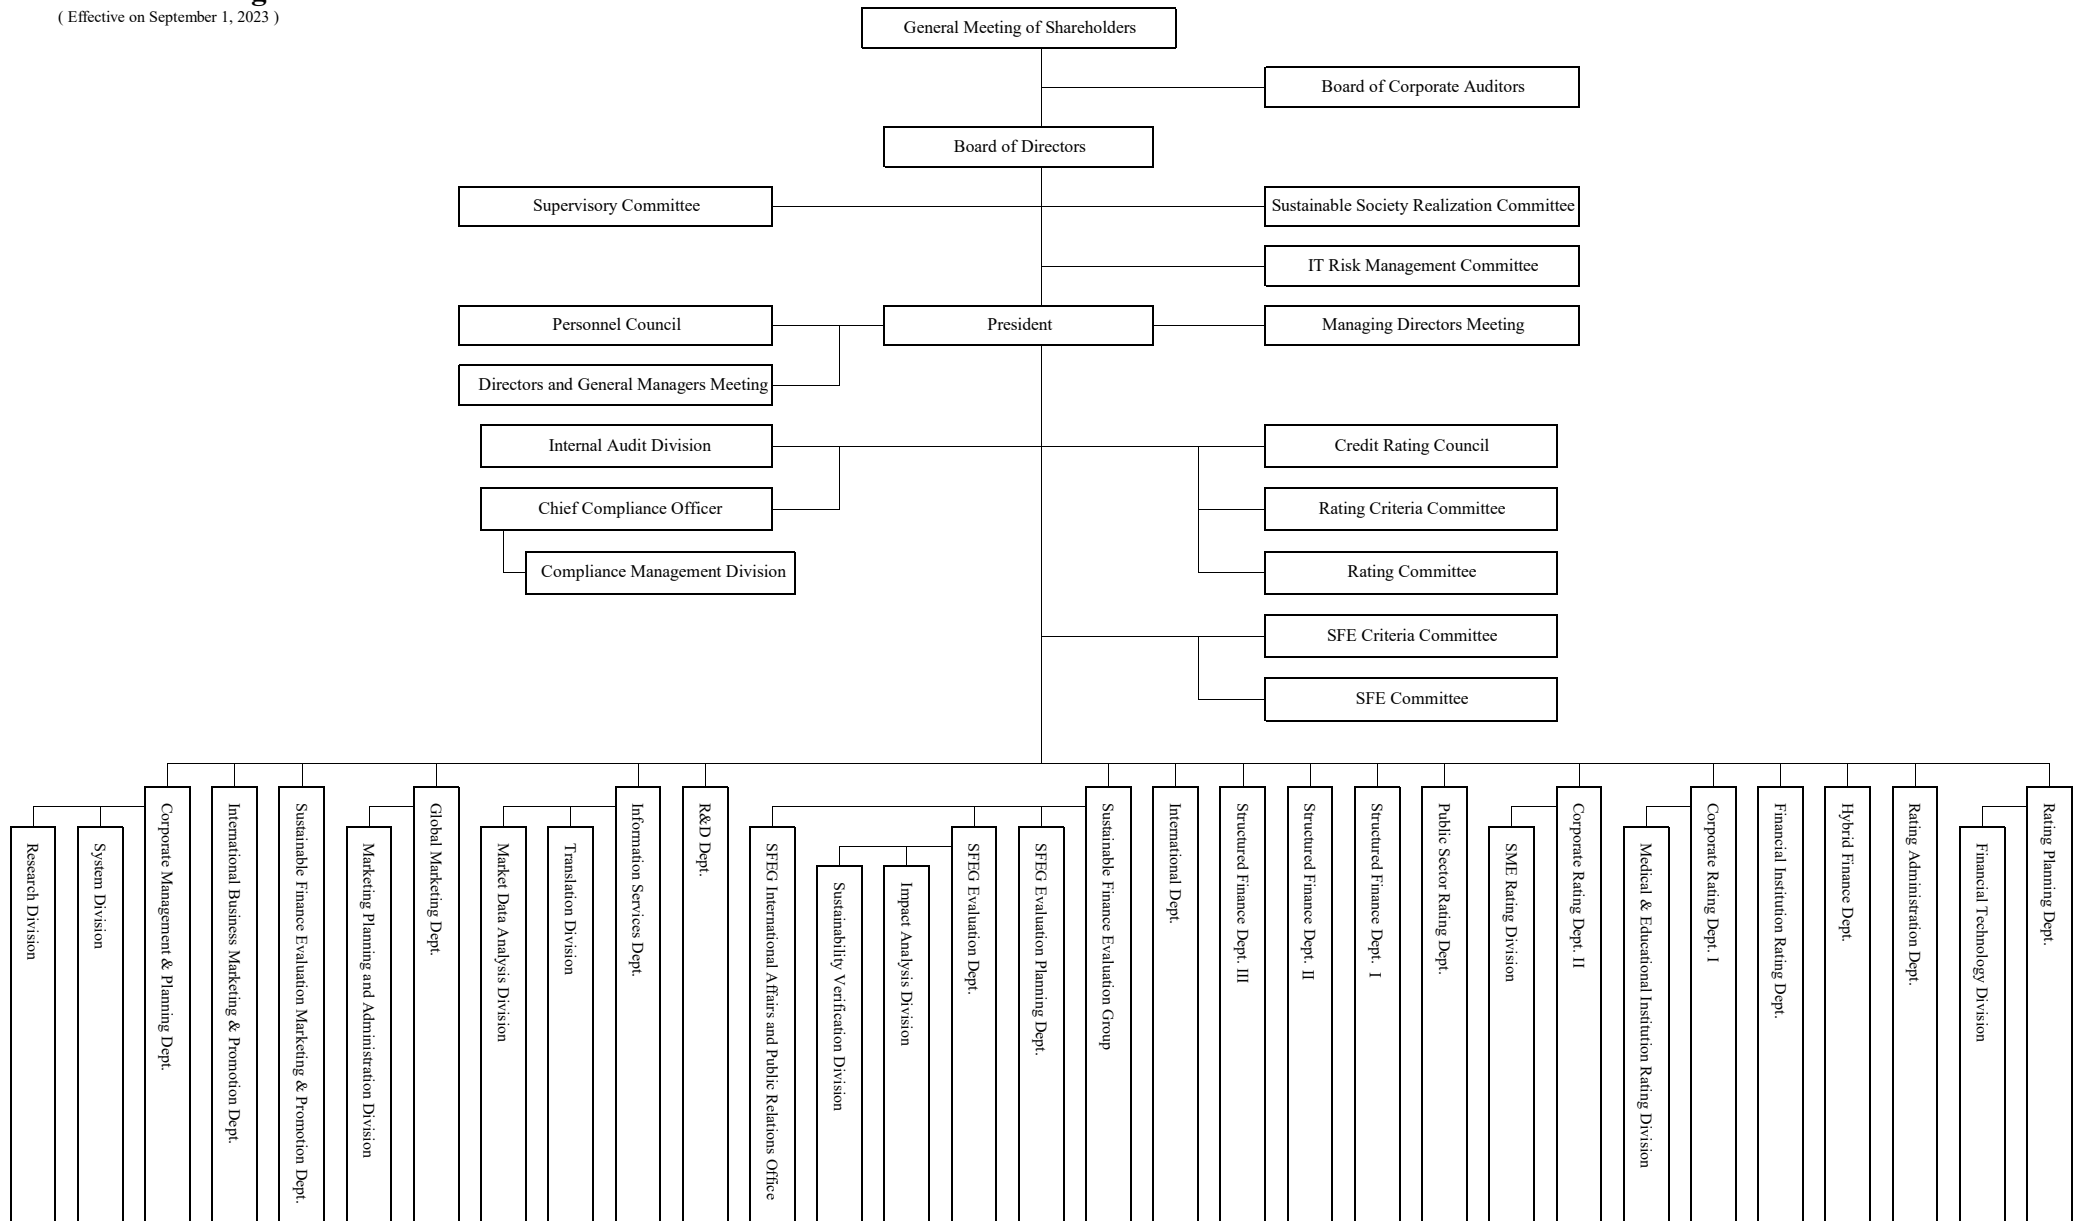 ( Effective on September 1, 2023 )
General Meeting of Shareholders
Board of Corporate Auditors
Board of Directors
Supervisory Committee
Sustainable Society Realization Committee
IT Risk Management Committee
Personnel Council
President
Managing Directors Meeting
Directors and General Managers Meeting
Internal Audit Division
Credit Rating Council
Chief Compliance Officer
Rating Criteria Committee
Compliance Management Division
Rating Committee
SFE Criteria Committee
SFE Committee
Research Division
System Division
Corporate Management & Planning Dept.
International Business Marketing & Promotion Dept.
Sustainable Finance Evaluation Marketing & Promotion Dept.
Marketing Planning and Administration Division
Global Marketing Dept.
Market Data Analysis Division
Translation Division
Information Services Dept.
R&D Dept.
SFEG International Affairs and Public Relations Office
Sustainability Verification Division
Impact Analysis Division
SFEG Evaluation Dept.
SFEG Evaluation Planning Dept.
Sustainable Finance Evaluation Group
International Dept.
Structured Finance Dept. III
Structured Finance Dept. II
Structured Finance Dept. I
Public Sector Rating Dept.
SME Rating Division
Corporate Rating Dept. II
Medical & Educational Institution Rating Division
Corporate Rating Dept. I
Financial Institution Rating Dept.
Hybrid Finance Dept.
Rating Administration Dept.
Financial Technology Division
Rating Planning Dept.